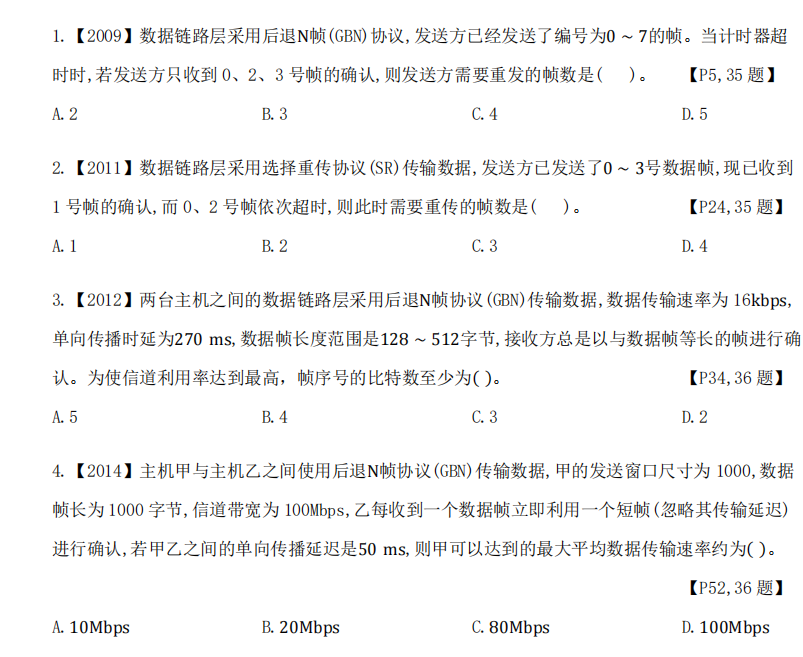 1.【2009】数据链路层采用后退N帧(GBN)协议,发送方已经发送了编号为0 ~ 7的帧。当计时器超
时时,若发送方只收到 0、2、3 号帧的确认,则发送方需要重发的帧数是(  )。 【P5,35 题】
A.2 B.3 C.4 D.5
2.【2011】数据链路层采用选择重传协议(SR)传输数据,发送方已发送了0 ~ 3号数据帧,现已收到
1 号帧的确认,而 0、2 号帧依次超时,则此时需要重传的帧数是(  )。 【P24,35 题】
A.1 B.2 C.3 D.4
3.【2012】两台主机之间的数据链路层采用后退N帧协议(GBN)传输数据,数据传输速率为 16kbps,
单向传播时延为270 ms,数据帧长度范围是128 ~ 512字节,接收方总是以与数据帧等长的帧进行确
认。为使信道利用率达到最高，帧序号的比特数至少为( )。 【P34,36 题】
A.5 B.4 C.3 D.2
4.【2014】主机甲与主机乙之间使用后退N帧协议(GBN)传输数据,甲的发送窗口尺寸为 1000,数据
帧长为 1000 字节,信道带宽为 100Mbps,乙每收到一个数据帧立即利用一个短帧(忽略其传输延迟)
进行确认,若甲乙之间的单向传播延迟是50 ms,则甲可以达到的最大平均数据传输速率约为( )。
【P52,36 题】
A.10Mbps B.20Mbps C.80Mbps D.100Mbps